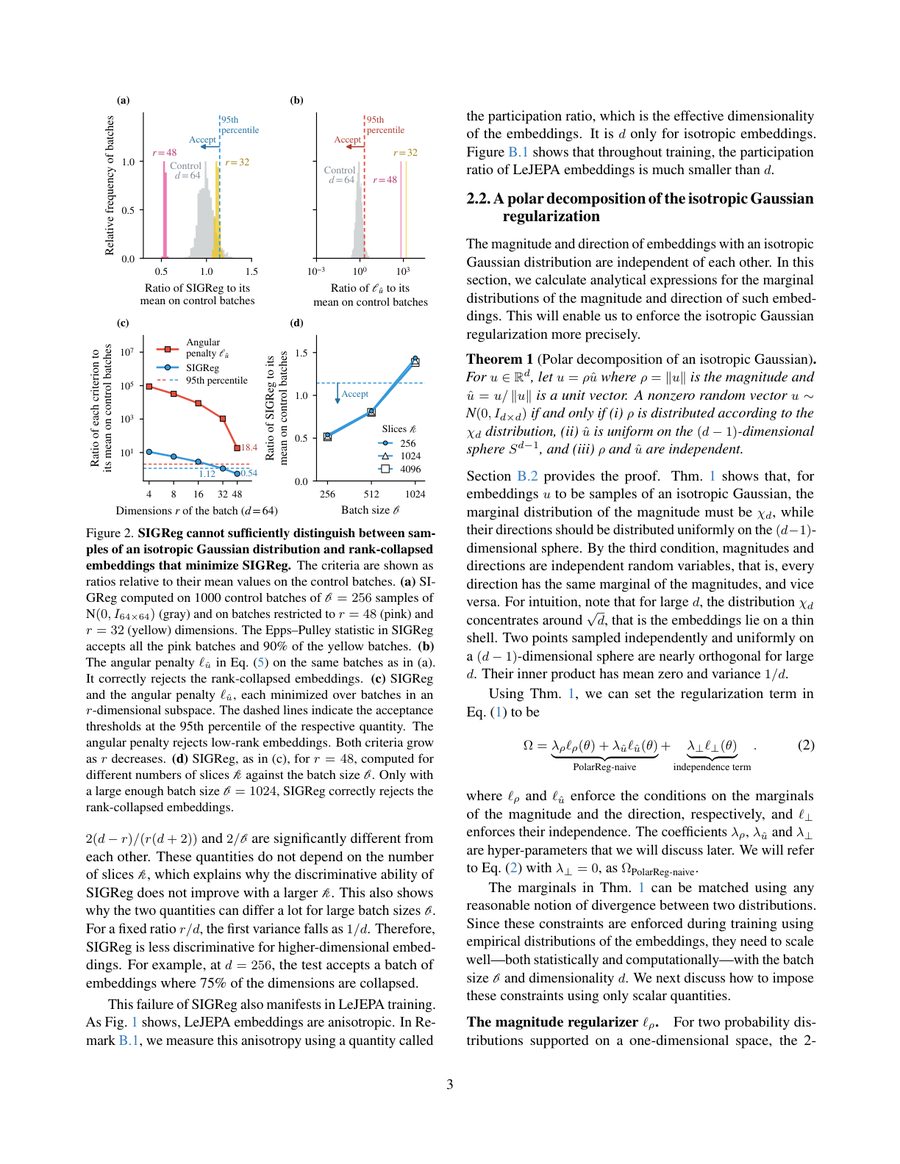 (a)
Relative frequency of batches
1.0
0.5
0.0
0.5
1.0
1.5
r = 48
Control
d = 64
Accept
95th
percentile
r = 32
Ratio of SIGReg to its
mean on control batches
(b)
95th
percentile
Accept
Control
d = 64
r = 48
r = 32
10⁻³
10⁰
10³
Ratio of ℓ_û to its
mean on control batches
(c)
Ratio of each criterion to
its mean on control batches
10⁷
10⁵
10³
10¹
Angular
penalty ℓ_û
SIGReg
95th percentile
18.4
1.12
0.54
4 8 16 32 48
Dimensions r of the batch (d = 64)
(d)
Ratio of SIGReg to its
mean on control batches
1.5
1.0
0.5
0.0
Accept
Slices 𝓀
256
1024
4096
256 512 1024
Batch size 𝒷
Figure 2. SIGReg cannot sufficiently distinguish between sam-
ples of an isotropic Gaussian distribution and rank-collapsed
embeddings that minimize SIGReg. The criteria are shown as
ratios relative to their mean values on the control batches. (a) SI-
GReg computed on 1000 control batches of 𝒷 = 256 samples of
N(0, I₆₄ₓ₆₄) (gray) and on batches restricted to r = 48 (pink) and
r = 32 (yellow) dimensions. The Epps–Pulley statistic in SIGReg
accepts all the pink batches and 90% of the yellow batches. (b)
The angular penalty ℓ_û in Eq. (5) on the same batches as in (a).
It correctly rejects the rank-collapsed embeddings. (c) SIGReg
and the angular penalty ℓ_û, each minimized over batches in an
r-dimensional subspace. The dashed lines indicate the acceptance
thresholds at the 95th percentile of the respective quantity. The
angular penalty rejects low-rank embeddings. Both criteria grow
as r decreases. (d) SIGReg, as in (c), for r = 48, computed for
different numbers of slices 𝓀 against the batch size 𝒷. Only with
a large enough batch size 𝒷 = 1024, SIGReg correctly rejects the
rank-collapsed embeddings.
2(d − r)/(r(d + 2)) and 2/𝒷 are significantly different from
each other. These quantities do not depend on the number
of slices 𝓀, which explains why the discriminative ability of
SIGReg does not improve with a larger 𝓀. This also shows
why the two quantities can differ a lot for large batch sizes 𝒷.
For a fixed ratio r/d, the first variance falls as 1/d. Therefore,
SIGReg is less discriminative for higher-dimensional embed-
dings. For example, at d = 256, the test accepts a batch of
embeddings where 75% of the dimensions are collapsed.
This failure of SIGReg also manifests in LeJEPA training.
As Fig. 1 shows, LeJEPA embeddings are anisotropic. In Re-
mark B.1, we measure this anisotropy using a quantity called
the participation ratio, which is the effective dimensionality
of the embeddings. It is d only for isotropic embeddings.
Figure B.1 shows that throughout training, the participation
ratio of LeJEPA embeddings is much smaller than d.
2.2. A polar decomposition of the isotropic Gaussian
regularization
The magnitude and direction of embeddings with an isotropic
Gaussian distribution are independent of each other. In this
section, we calculate analytical expressions for the marginal
distributions of the magnitude and direction of such embed-
dings. This will enable us to enforce the isotropic Gaussian
regularization more precisely.
Theorem 1 (Polar decomposition of an isotropic Gaussian).
For u ∈ ℝᵈ, let u = ρû where ρ = ‖u‖ is the magnitude and
û = u/ ‖u‖ is a unit vector. A nonzero random vector u ∼
N(0, I_{d×d}) if and only if (i) ρ is distributed according to the
χ_d distribution, (ii) û is uniform on the (d − 1)-dimensional
sphere S^{d−1}, and (iii) ρ and û are independent.
Section B.2 provides the proof. Thm. 1 shows that, for
embeddings u to be samples of an isotropic Gaussian, the
marginal distribution of the magnitude must be χ_d, while
their directions should be distributed uniformly on the (d−1)-
dimensional sphere. By the third condition, magnitudes and
directions are independent random variables, that is, every
direction has the same marginal of the magnitudes, and vice
versa. For intuition, note that for large d, the distribution χ_d
concentrates around √d, that is the embeddings lie on a thin
shell. Two points sampled independently and uniformly on
a (d − 1)-dimensional sphere are nearly orthogonal for large
d. Their inner product has mean zero and variance 1/d.
Using Thm. 1, we can set the regularization term in
Eq. (1) to be
Ω = λ_ρℓ_ρ(θ) + λ_ûℓ_û(θ) + λ_⊥ℓ_⊥(θ) . (2)
PolarReg-naive independence term
where ℓ_ρ and ℓ_û enforce the conditions on the marginals
of the magnitude and the direction, respectively, and ℓ_⊥
enforces their independence. The coefficients λ_ρ, λ_û and λ_⊥
are hyper-parameters that we will discuss later. We will refer
to Eq. (2) with λ_⊥ = 0, as Ω_{PolarReg-naive}.
The marginals in Thm. 1 can be matched using any
reasonable notion of divergence between two distributions.
Since these constraints are enforced during training using
empirical distributions of the embeddings, they need to scale
well—both statistically and computationally—with the batch
size 𝒷 and dimensionality d. We next discuss how to impose
these constraints using only scalar quantities.
The magnitude regularizer ℓ_ρ. For two probability dis-
tributions supported on a one-dimensional space, the 2-
3